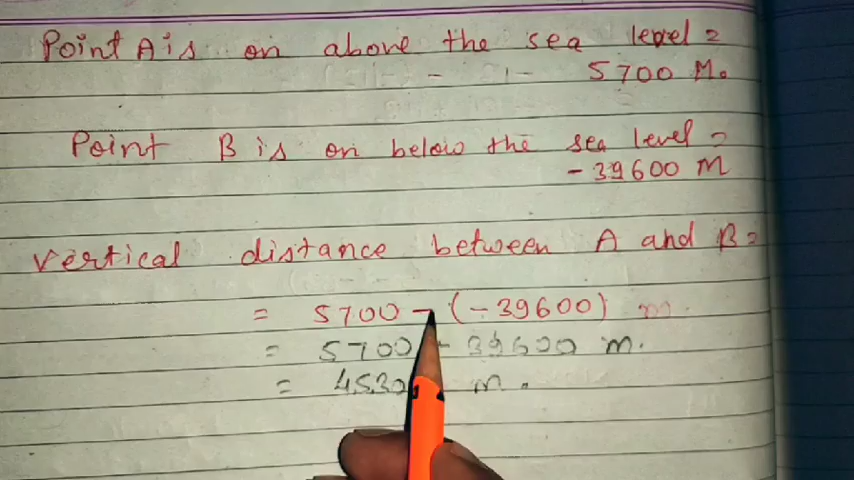 Point A is on above the sea level =
5700 M.
Point B is on below the sea level =
- 39600 M
Vertical distance between A and B =
= 5700 - (- 39600) m.
= 5700 39600 m.
= 4530 m.